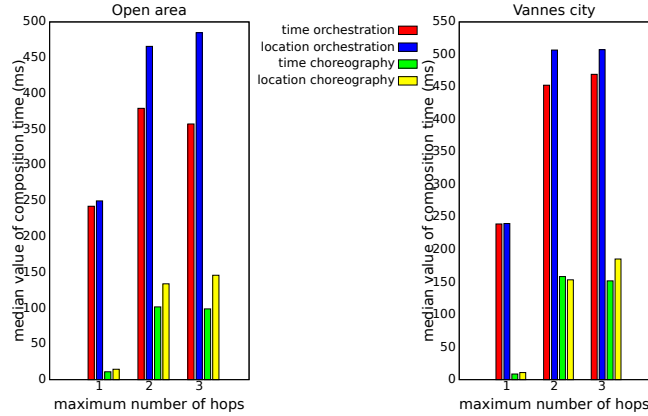 Open area
median value of composition time (ms)
500
450
400
350
300
250
200
150
100
50
0
1 2 3
maximum number of hops
time orchestration
location orchestration
time choreography
location choreography
Vannes city
median value of composition time (ms)
550
500
450
400
350
300
250
200
150
100
50
0
1 2 3
maximum number of hops